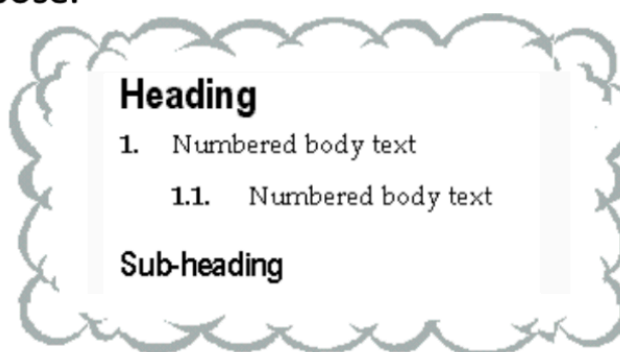 Heading
1. Numbered body text
1.1. Numbered body text
Sub-heading